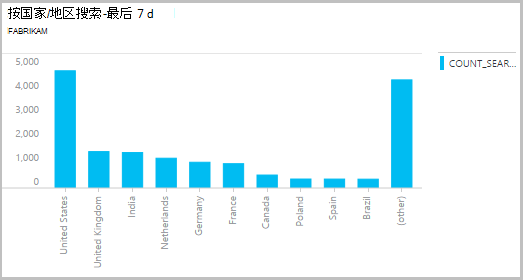 按国家/地区搜索-最后 7 d
FABRIKAM
5,000
4,000
3,000
2,000
1,000
0
United States
United Kingdom
India
Netherlands
Germany
France
Canada
Poland
Spain
Brazil
(other)
COUNT_SEAR...